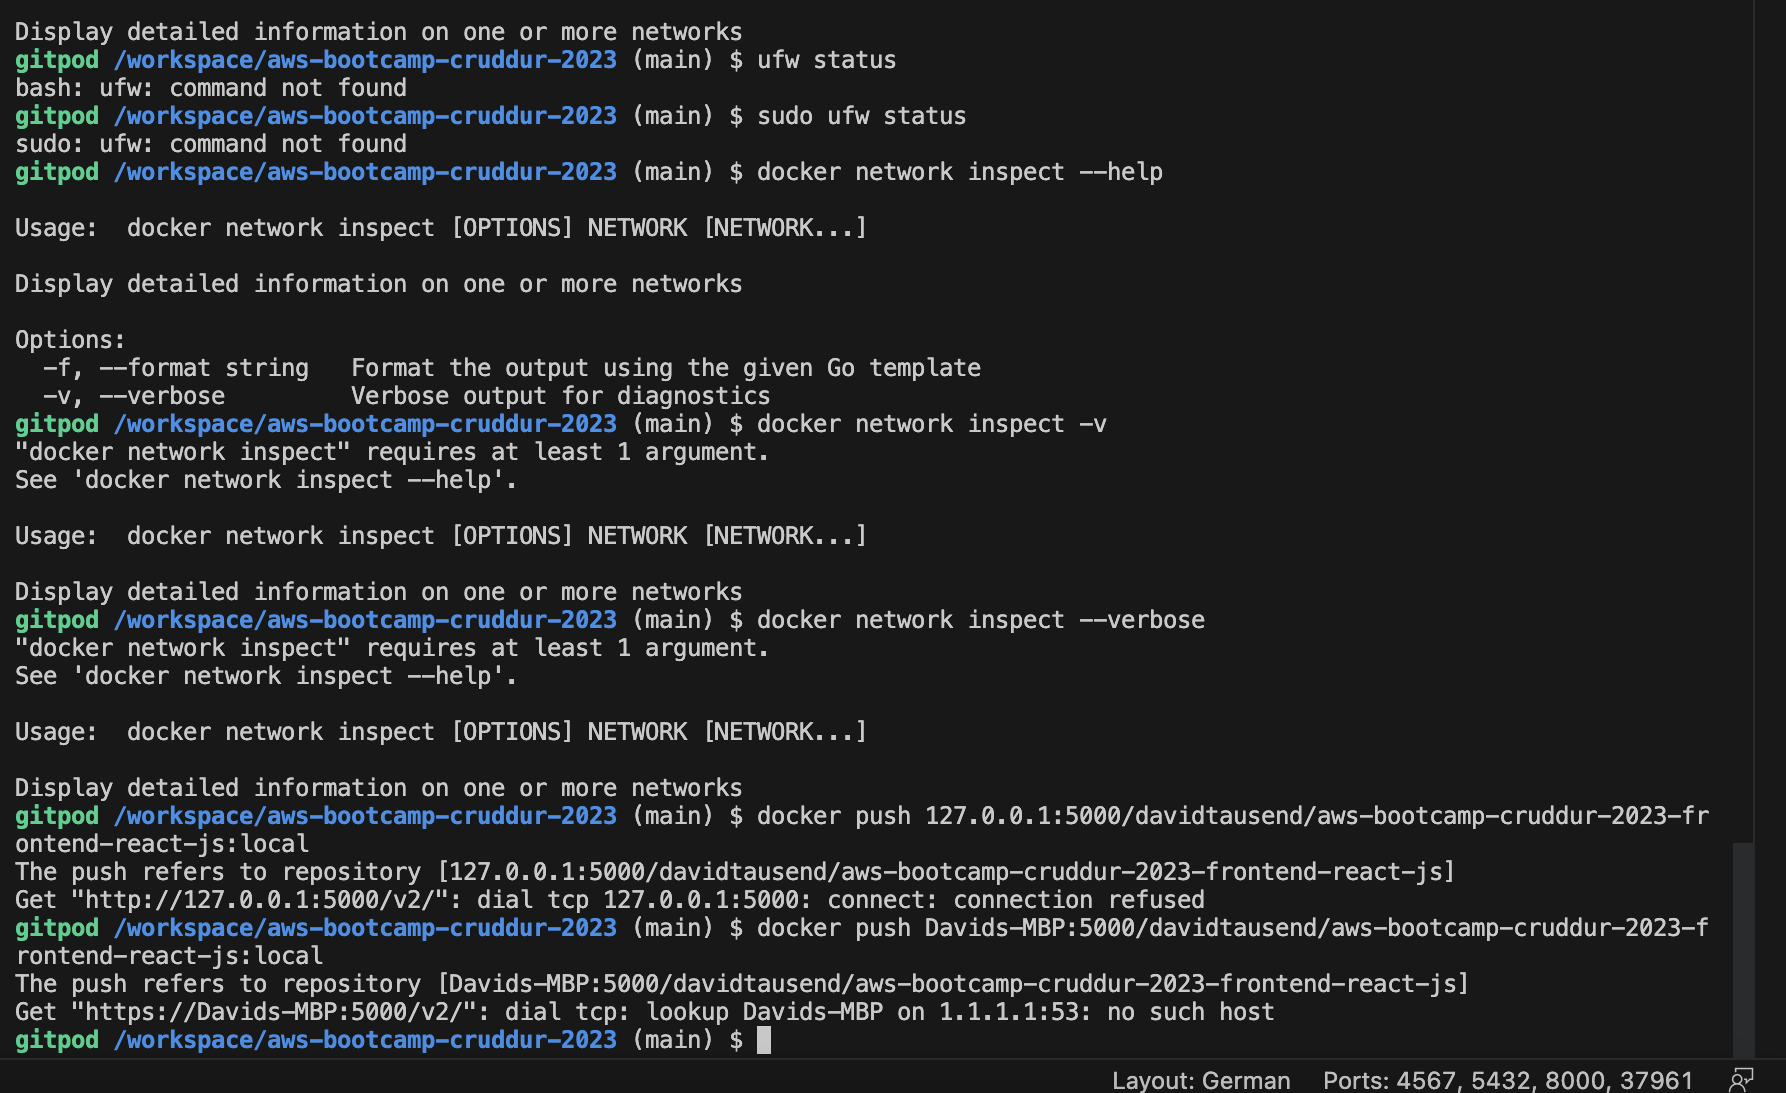 Display detailed information on one or more networks
gitpod /workspace/aws-bootcamp-cruddur-2023 (main) $ ufw status
bash: ufw: command not found
gitpod /workspace/aws-bootcamp-cruddur-2023 (main) $ sudo ufw status
sudo: ufw: command not found
gitpod /workspace/aws-bootcamp-cruddur-2023 (main) $ docker network inspect --help

Usage:  docker network inspect [OPTIONS] NETWORK [NETWORK...]

Display detailed information on one or more networks

Options:
  -f, --format string   Format the output using the given Go template
  -v, --verbose         Verbose output for diagnostics
gitpod /workspace/aws-bootcamp-cruddur-2023 (main) $ docker network inspect -v
"docker network inspect" requires at least 1 argument.
See 'docker network inspect --help'.

Usage:  docker network inspect [OPTIONS] NETWORK [NETWORK...]

Display detailed information on one or more networks
gitpod /workspace/aws-bootcamp-cruddur-2023 (main) $ docker network inspect --verbose
"docker network inspect" requires at least 1 argument.
See 'docker network inspect --help'.

Usage:  docker network inspect [OPTIONS] NETWORK [NETWORK...]

Display detailed information on one or more networks
gitpod /workspace/aws-bootcamp-cruddur-2023 (main) $ docker push 127.0.0.1:5000/davidtausend/aws-bootcamp-cruddur-2023-fr
ontend-react-js:local
The push refers to repository [127.0.0.1:5000/davidtausend/aws-bootcamp-cruddur-2023-frontend-react-js]
Get "http://127.0.0.1:5000/v2/": dial tcp 127.0.0.1:5000: connect: connection refused
gitpod /workspace/aws-bootcamp-cruddur-2023 (main) $ docker push Davids-MBP:5000/davidtausend/aws-bootcamp-cruddur-2023-f
rontend-react-js:local
The push refers to repository [Davids-MBP:5000/davidtausend/aws-bootcamp-cruddur-2023-frontend-react-js]
Get "https://Davids-MBP:5000/v2/": dial tcp: lookup Davids-MBP on 1.1.1.1:53: no such host
gitpod /workspace/aws-bootcamp-cruddur-2023 (main) $
Layout: German   Ports: 4567, 5432, 8000, 37961